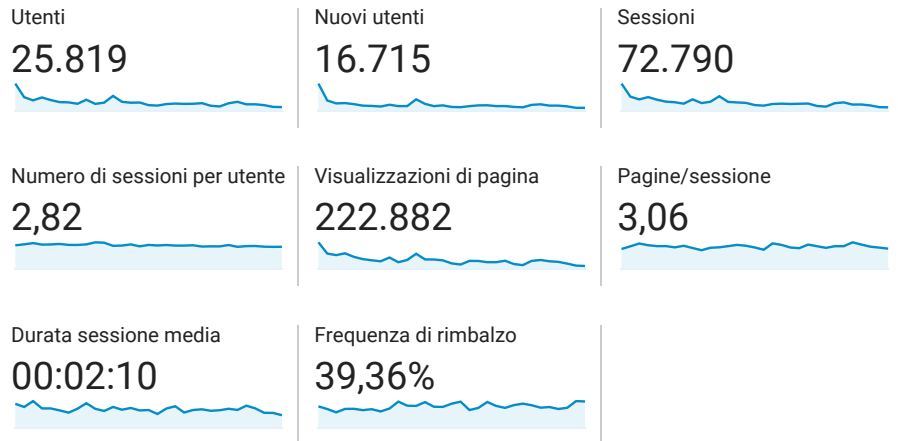 Utenti
25.819
Nuovi utenti
16.715
Sessioni
72.790
Numero di sessioni per utente
2,82
Visualizzazioni di pagina
222.882
Pagine/sessione
3,06
Durata sessione media
00:02:10
Frequenza di rimbalzo
39,36%